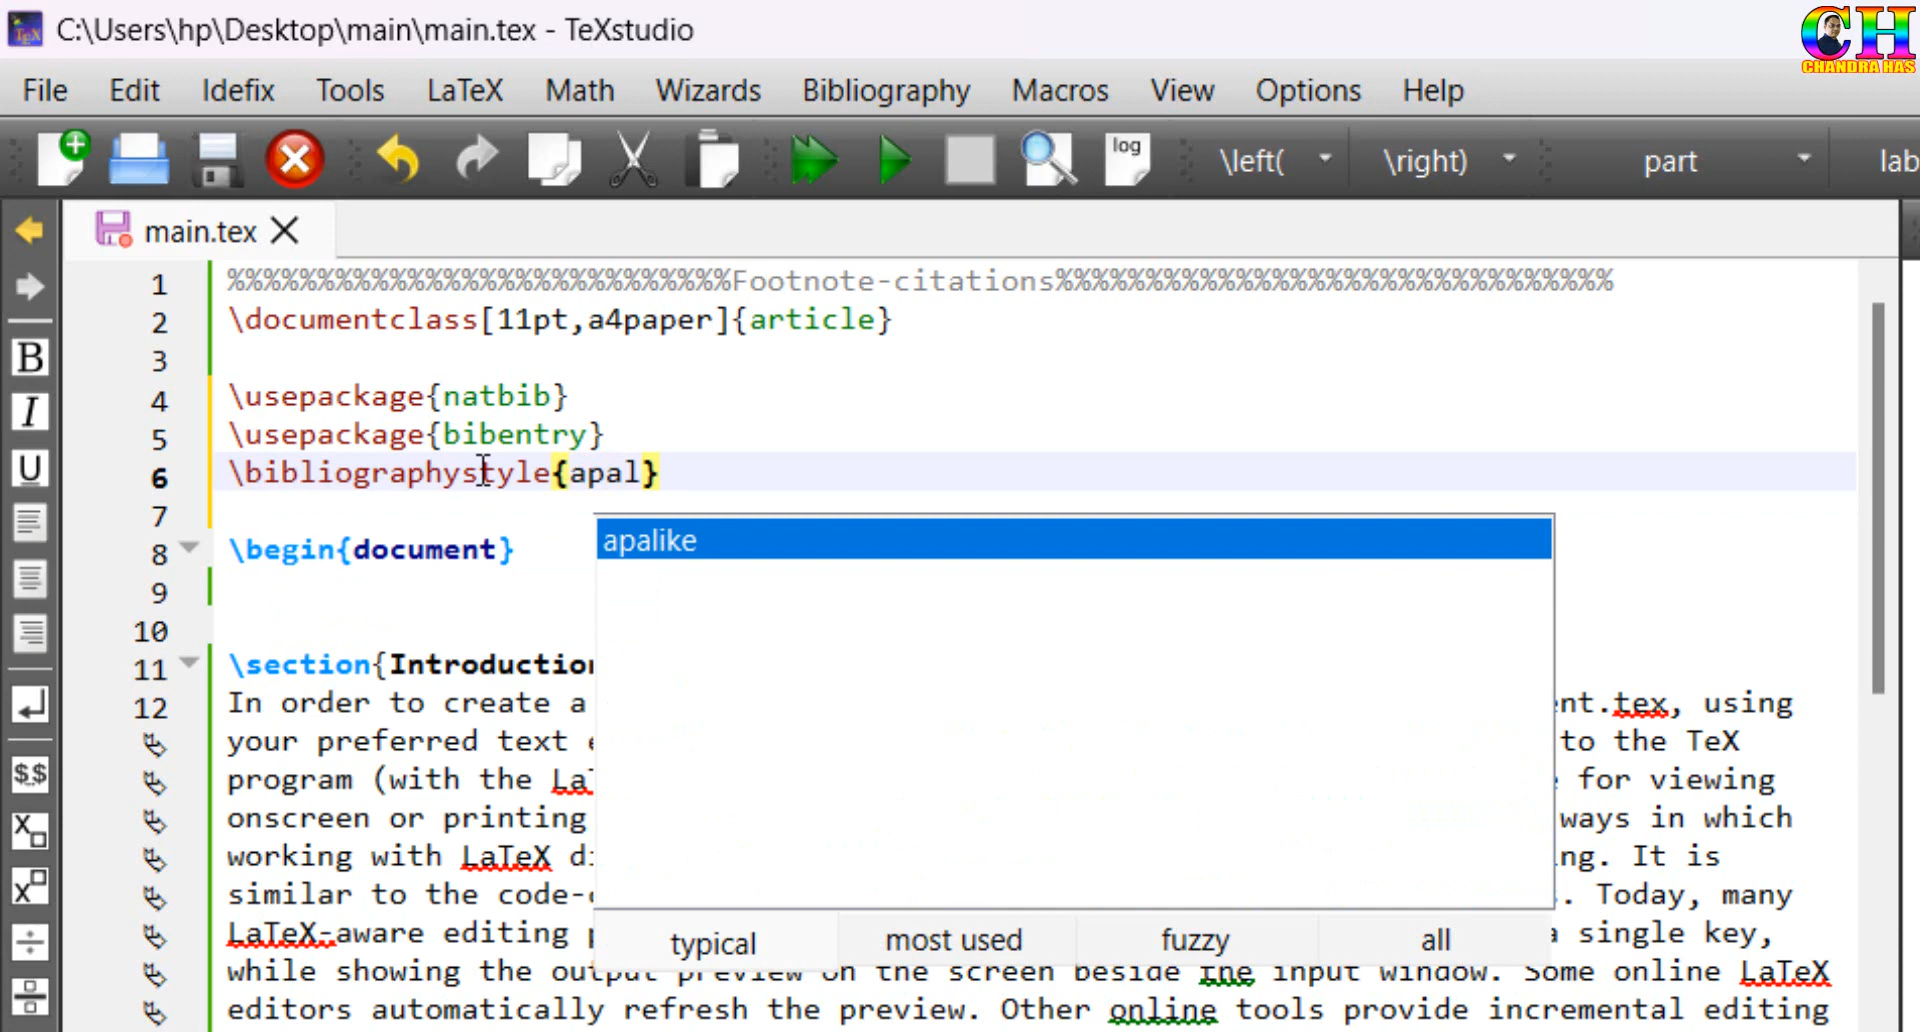 C:\Users\hp\Desktop\main\main.tex - TeXstudio
CH
CHANDRA HAS
File Edit Idefix Tools LaTeX Math Wizards Bibliography Macros View Options Help
log \left( \right) part lab
main.tex
1 %%%%%%%%%%%%%%%%%%%%%%%%%%%%Footnote-citations%%%%%%%%%%%%%%%%%%%%%%%%%%%%%%%
2 \documentclass[11pt,a4paper]{article}
3
4 \usepackage{natbib}
5 \usepackage{bibentry}
6 \bibliographystyle{apal}
7
apalike
8 \begin{document}
9
10
11 \section{Introduction
12 In order to create a nt.tex, using
your preferred text to the TeX
program (with the La for viewing
onscreen or printing ways in which
working with LaTeX di ng. It is
similar to the code- . Today, many
LaTeX-aware editing a single key,
typical most used fuzzy all
while showing the output preview on the screen beside the input window. Some online LaTeX
editors automatically refresh the preview. Other online tools provide incremental editing
B
I
U
$$
X
X